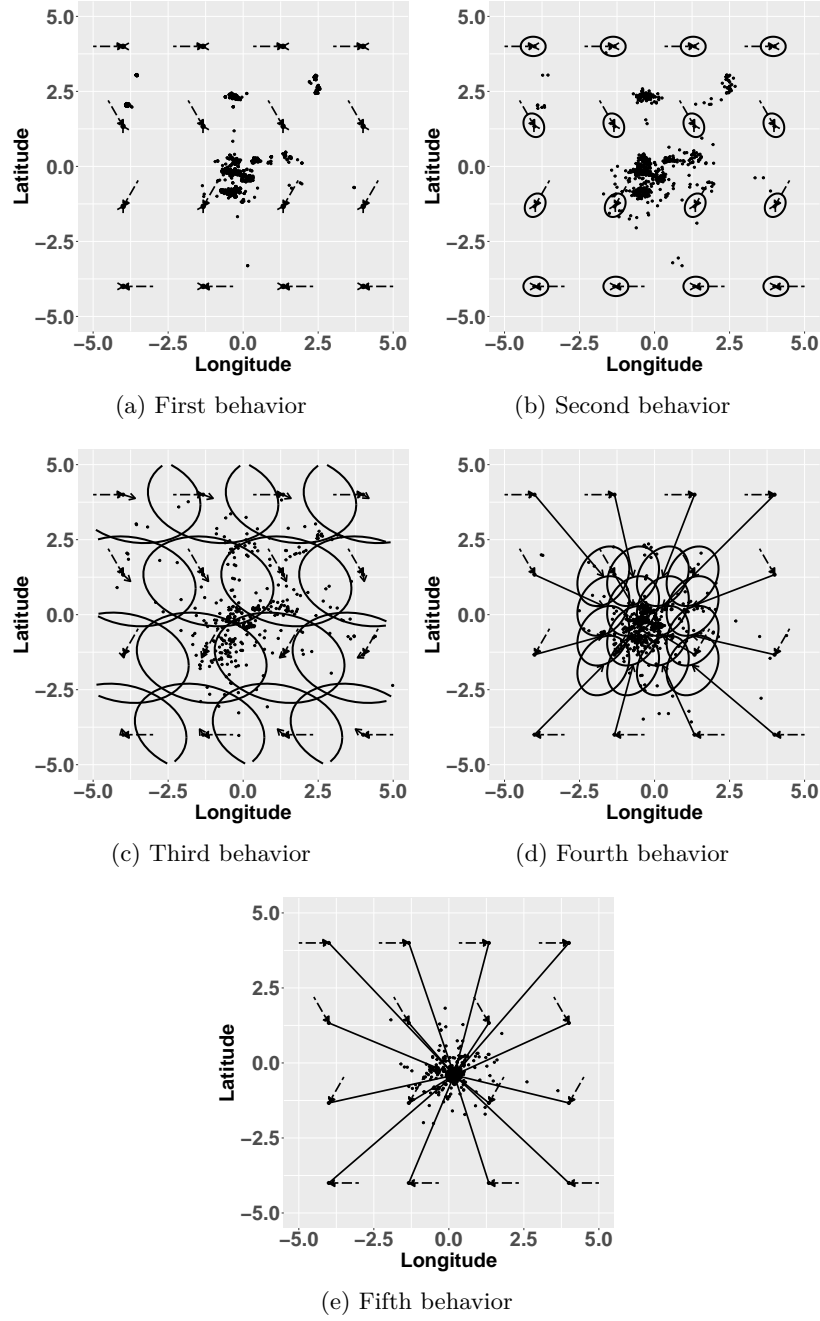 5.0
2.5
0.0
−2.5
−5.0
Latitude
−5.0 −2.5 0.0 2.5 5.0
Longitude
(a) First behavior
5.0
2.5
0.0
−2.5
−5.0
Latitude
−5.0 −2.5 0.0 2.5 5.0
Longitude
(b) Second behavior
5.0
2.5
0.0
−2.5
−5.0
Latitude
−5.0 −2.5 0.0 2.5 5.0
Longitude
(c) Third behavior
5.0
2.5
0.0
−2.5
−5.0
Latitude
−5.0 −2.5 0.0 2.5 5.0
Longitude
(d) Fourth behavior
5.0
2.5
0.0
−2.5
−5.0
Latitude
−5.0 −2.5 0.0 2.5 5.0
Longitude
(e) Fifth behavior